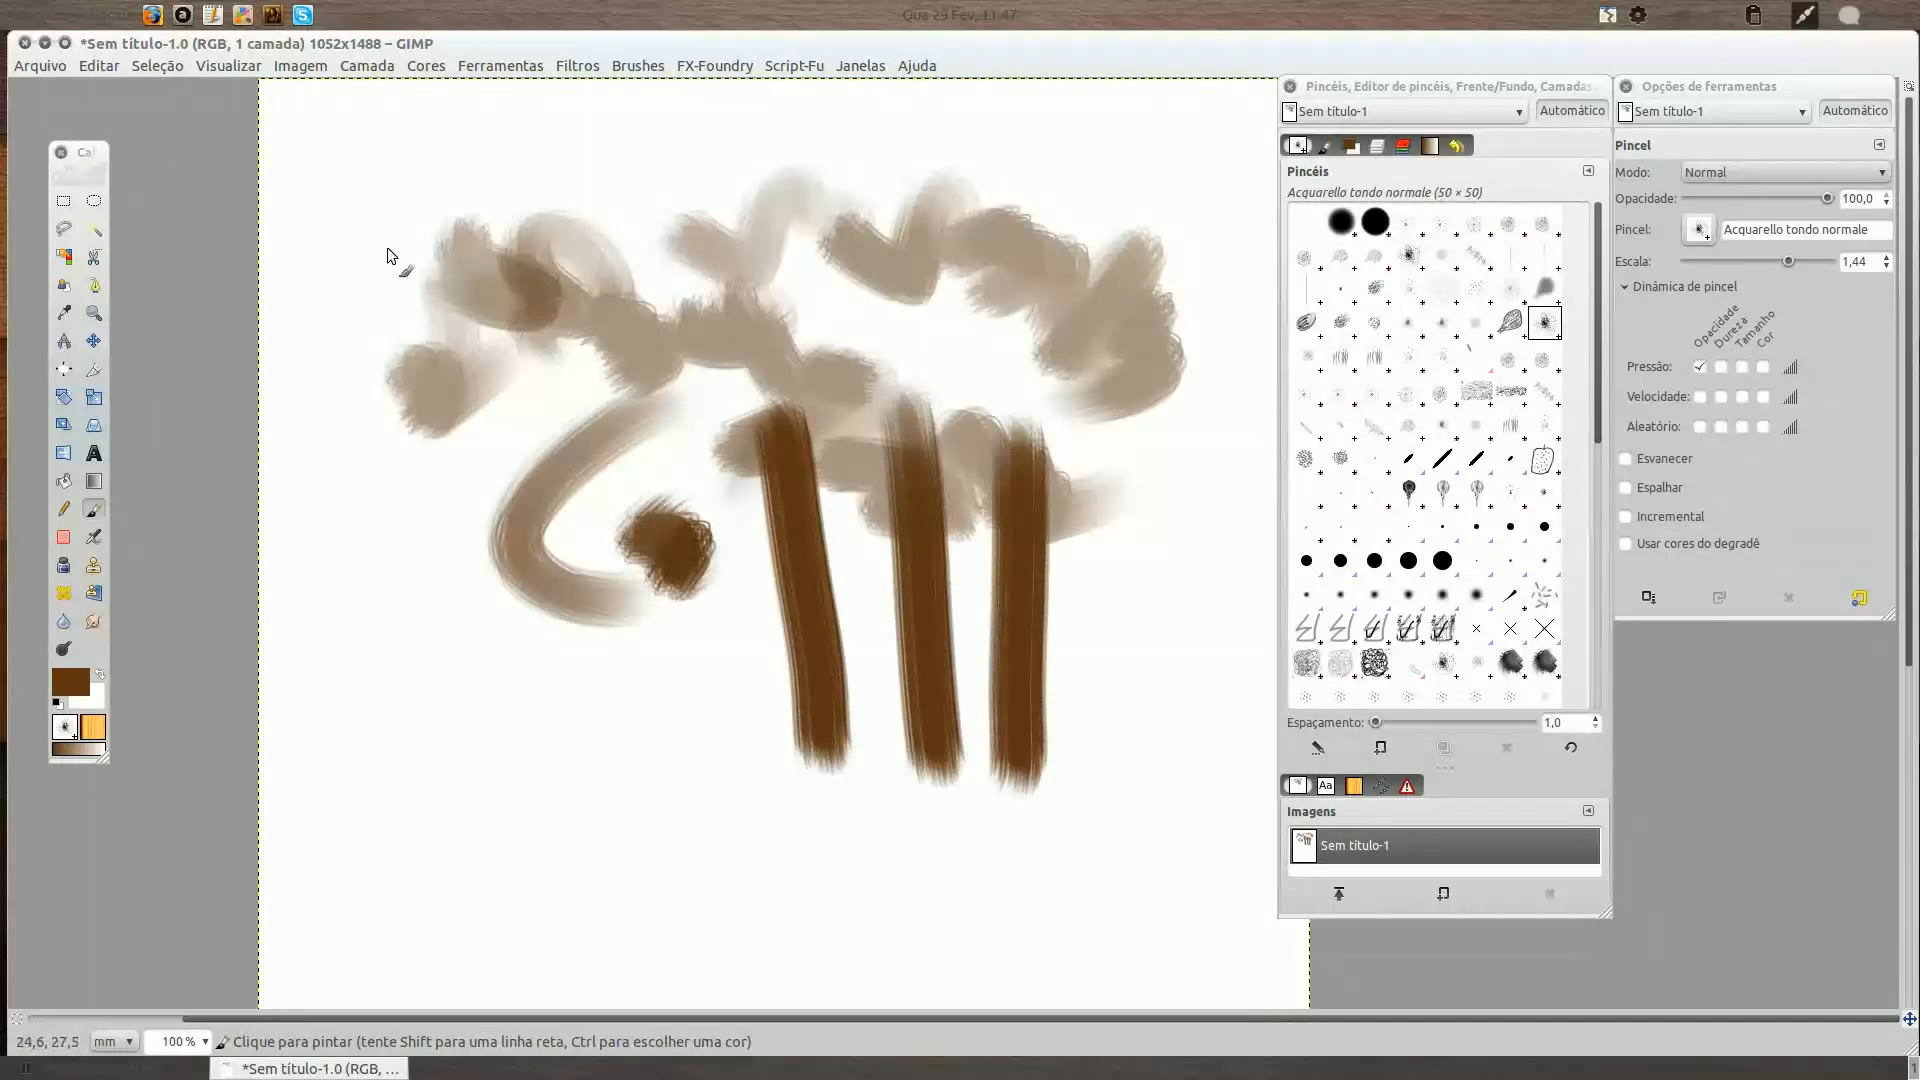 Qua 29 Fev, 11:47
*Sem título-1.0 (RGB, 1 camada) 1052x1488 – GIMP
Arquivo Editar Seleção Visualizar Imagem Camada Cores Ferramentas Filtros Brushes FX-Foundry Script-Fu Janelas Ajuda
Cai
Pincéis, Editor de pincéis, Frente/Fundo, Camadas...
Sem título-1
Automático
Pincéis
Acquarello tondo normale (50 × 50)
Espaçamento:
1,0
Aa
Imagens
Sem título-1
Opções de ferramentas
Sem título-1
Automático
Pincel
Modo:
Normal
Opacidade:
100,0
Pincel:
Acquarello tondo normale
Escala:
1,44
Dinâmica de pincel
Opacidade
Dureza
Tamanho
Cor
Pressão:
Velocidade:
Aleatório:
Esvanecer
Espalhar
Incremental
Usar cores do degradê
24,6, 27,5 mm 100 % Clique para pintar (tente Shift para uma linha reta, Ctrl para escolher uma cor)
*Sem título-1.0 (RGB, ...
1